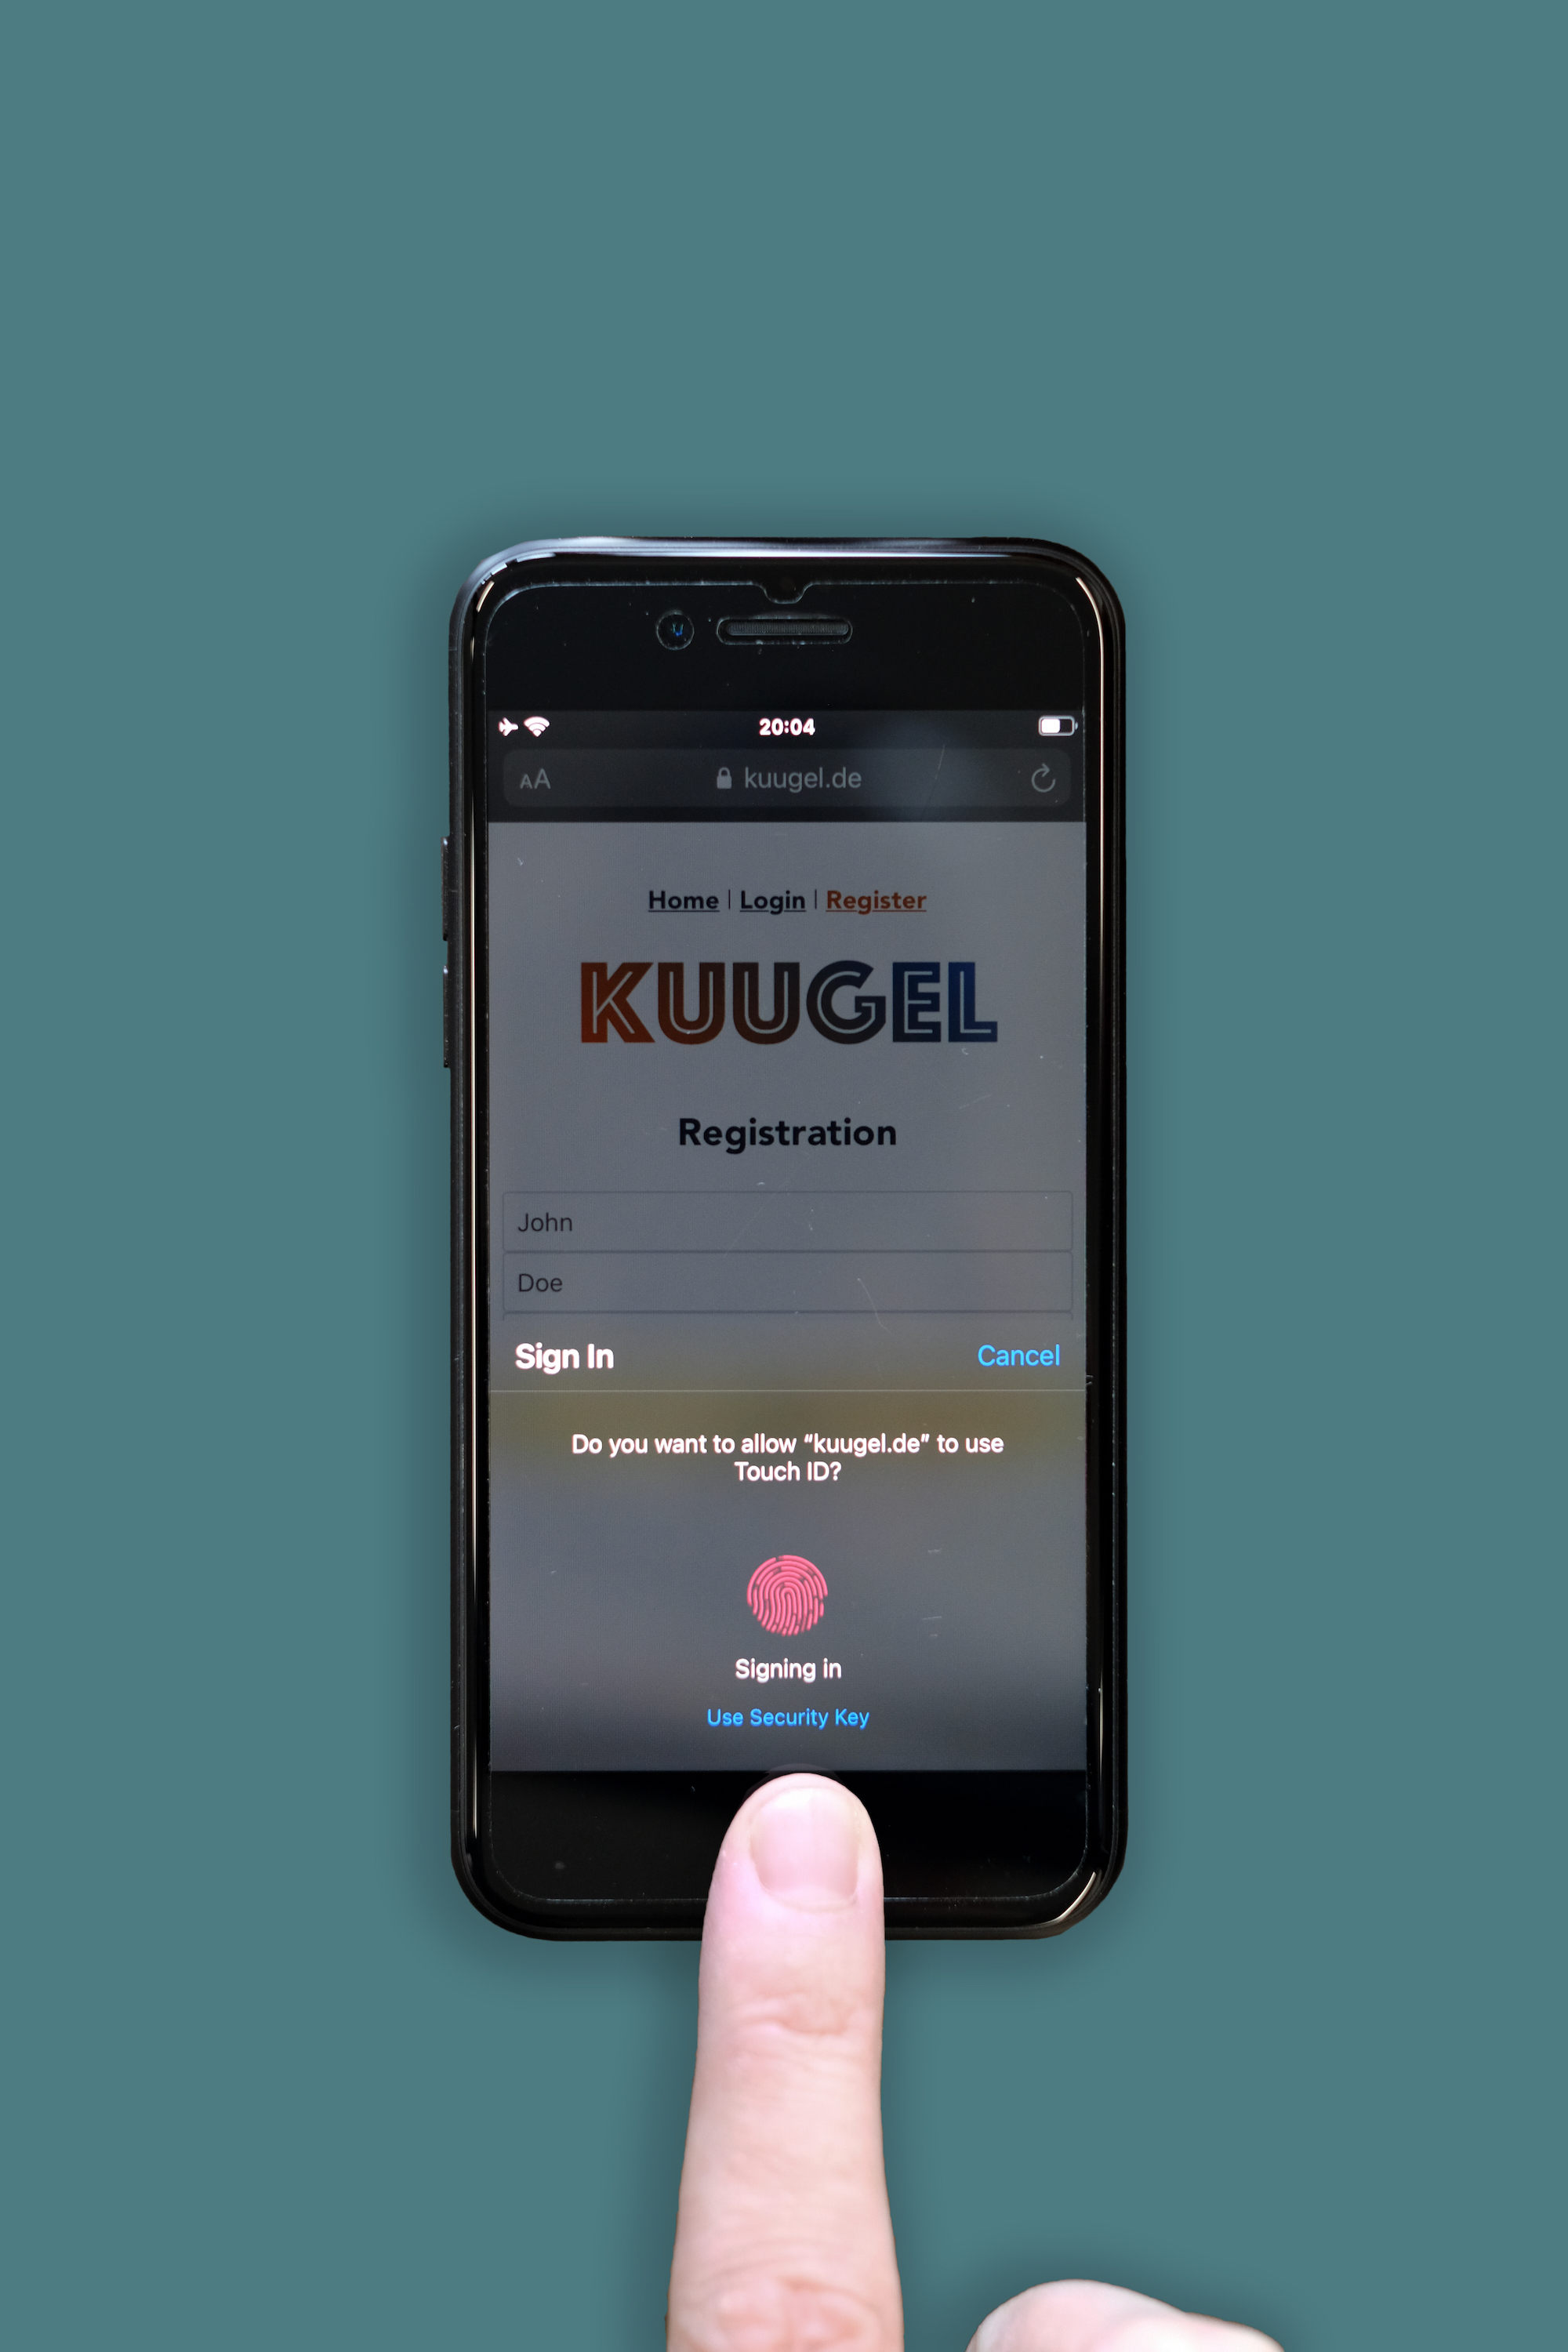 20:04
AA kuugel.de
Home | Login | Register
KUUGEL
Registration
John
Doe
Sign In Cancel
Do you want to allow “kuugel.de” to use
Touch ID?
Signing in
Use Security Key